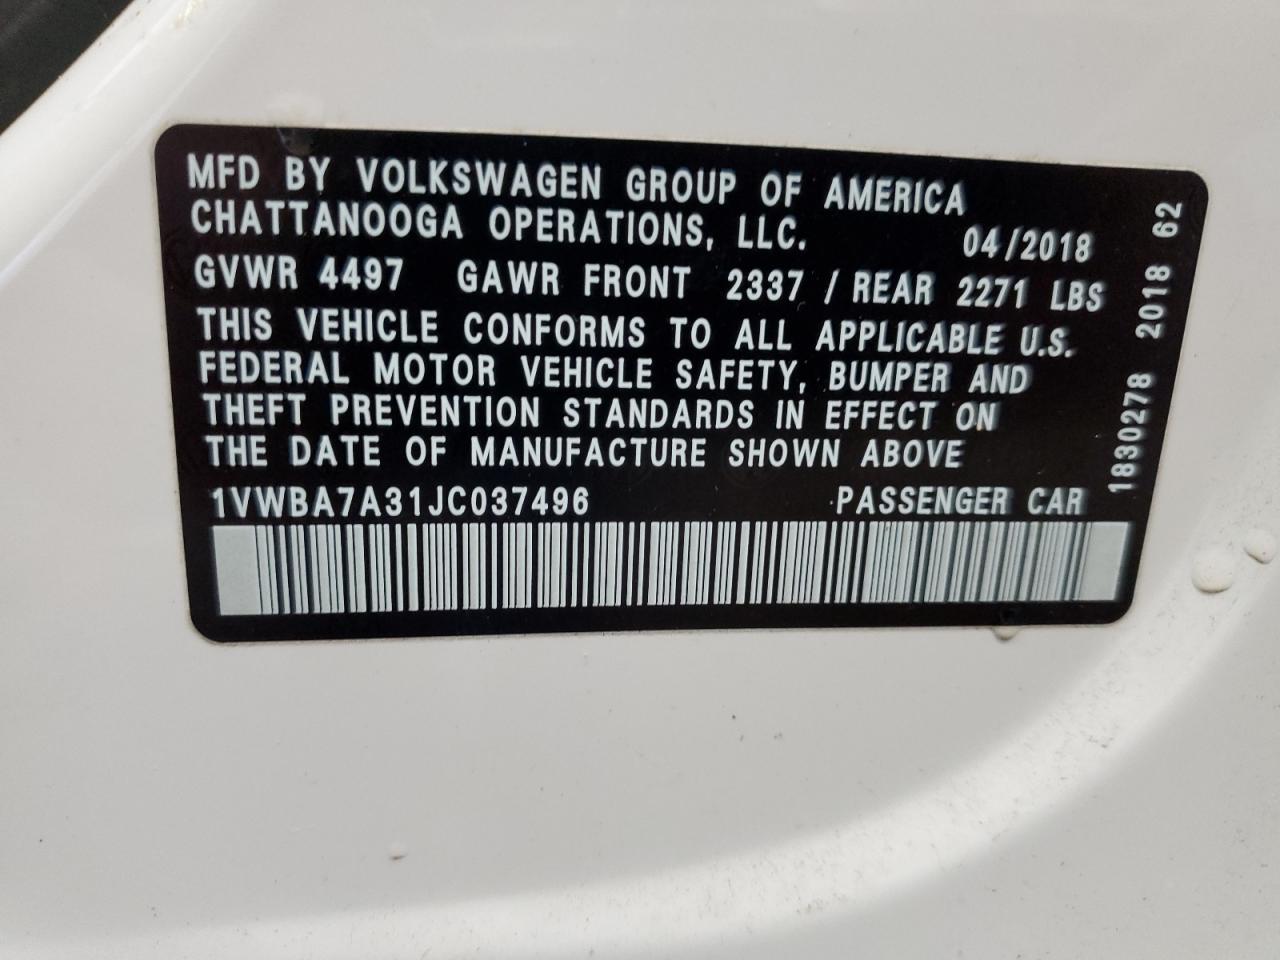 MFD BY VOLKSWAGEN GROUP OF AMERICA
CHATTANOOGA OPERATIONS, LLC. 04/2018
GVWR 4497 GAWR FRONT 2337 / REAR 2271 LBS
THIS VEHICLE CONFORMS TO ALL APPLICABLE U.S.
FEDERAL MOTOR VEHICLE SAFETY, BUMPER AND
THEFT PREVENTION STANDARDS IN EFFECT ON
THE DATE OF MANUFACTURE SHOWN ABOVE
1VWBA7A31JC037496 PASSENGER CAR
1830278 2018 62